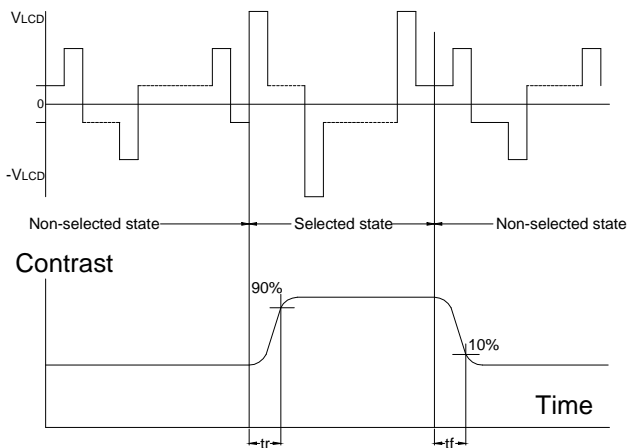 VLCD
0
-VLCD
Non-selected state
Selected state
Non-selected state
Contrast
90%
10%
Time
tr
tf